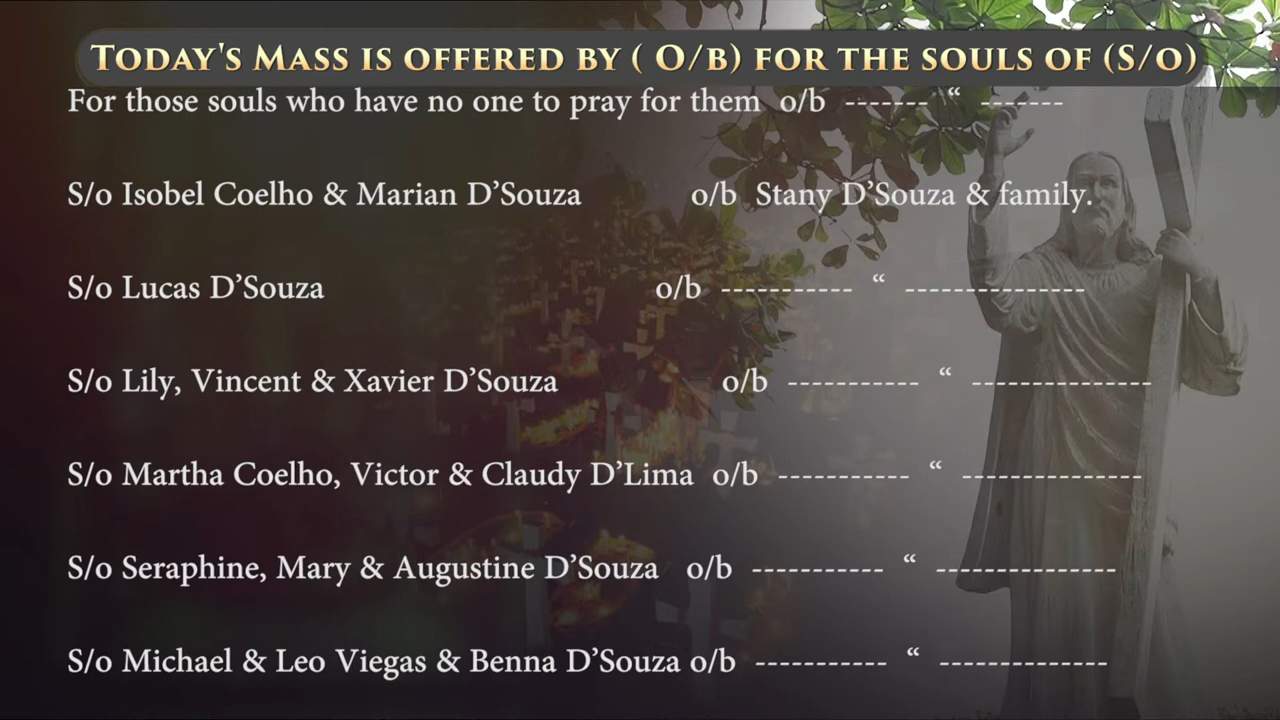 TODAY'S MASS IS OFFERED BY ( O/B) FOR THE SOULS OF (S/O)
For those souls who have no one to pray for them o/b ------- “ -------
S/o Isobel Coelho & Marian D’Souza o/b Stany D’Souza & family.
S/o Lucas D’Souza o/b ----------- “ ---------------
S/o Lily, Vincent & Xavier D’Souza o/b ----------- “ ---------------
S/o Martha Coelho, Victor & Claudy D’Lima o/b ----------- “ ---------------
S/o Seraphine, Mary & Augustine D’Souza o/b ----------- “ ---------------
S/o Michael & Leo Viegas & Benna D’Souza o/b ----------- “ --------------